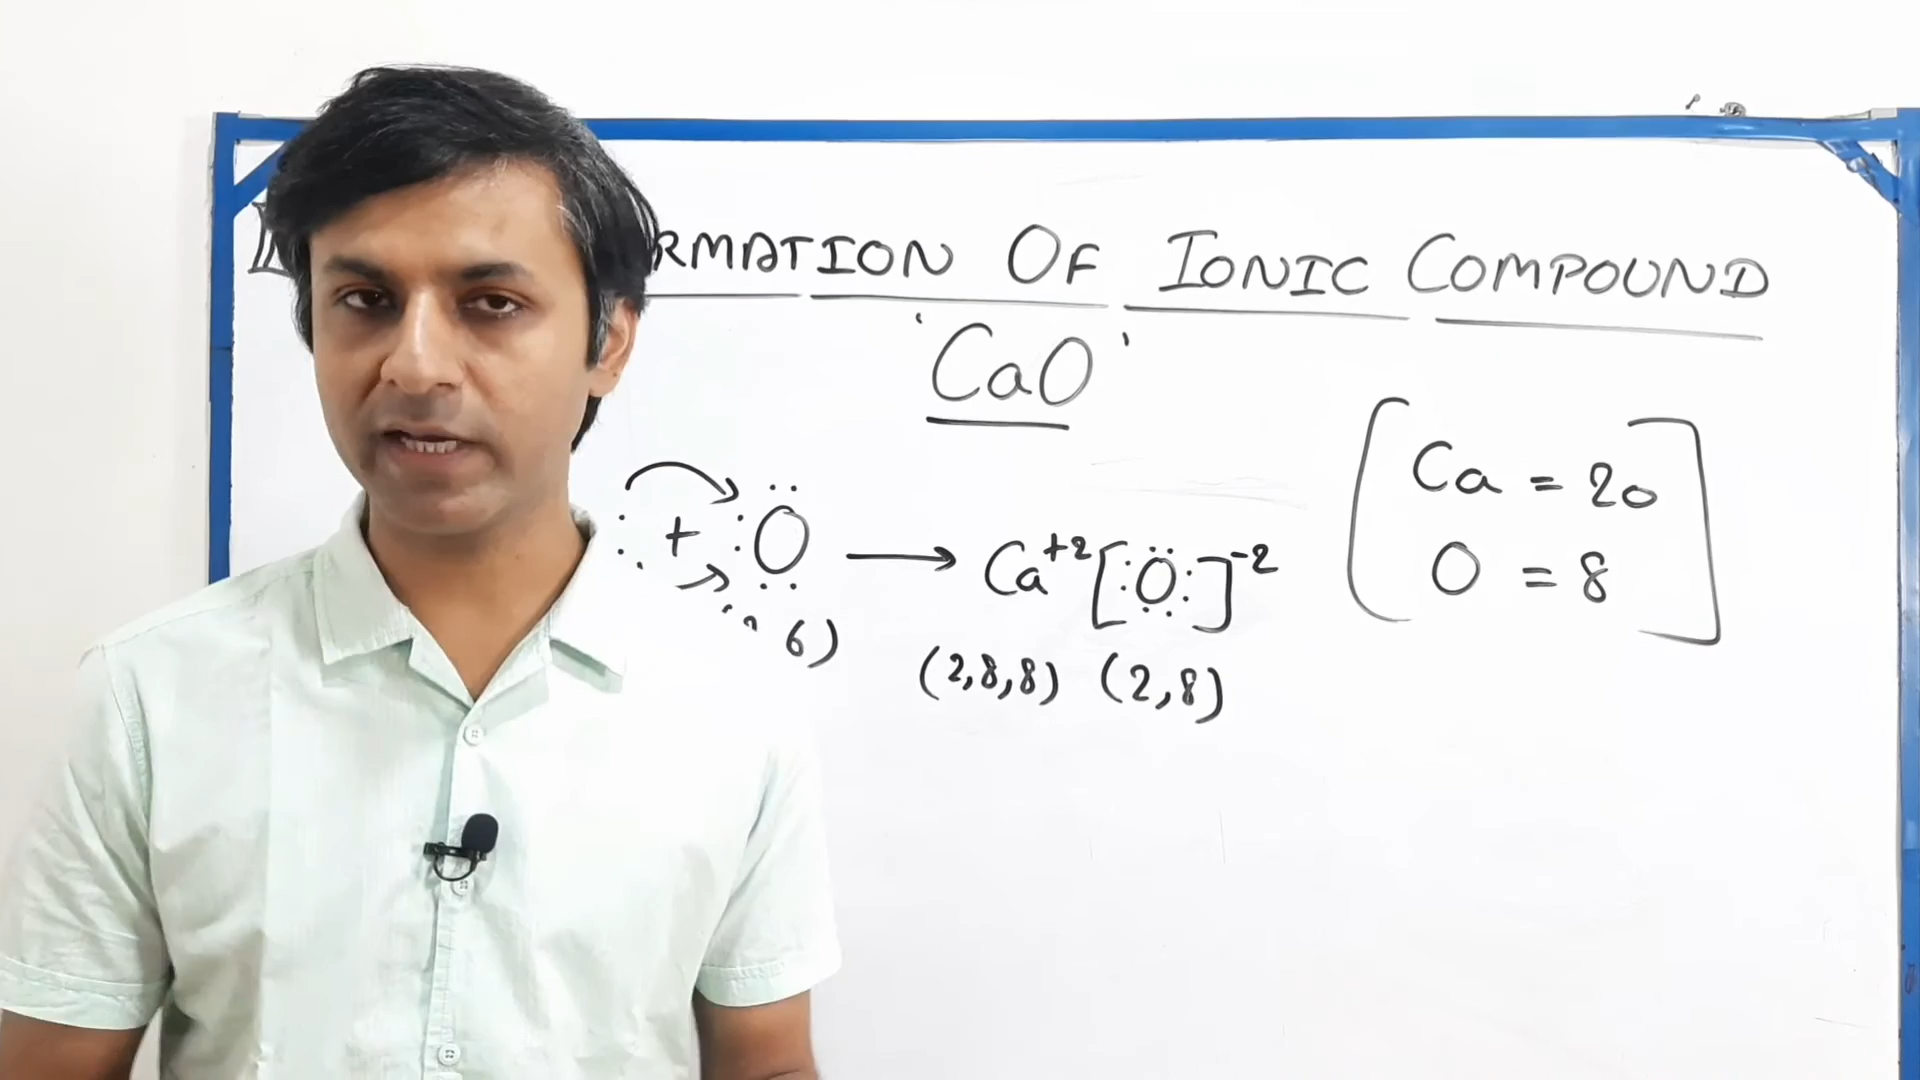 RMATION OF IONIC COMPOUND
'CaO'
Ca = 20
O = 8
: + :O → Ca+2[:O:]-2
6) (2,8,8) (2,8)